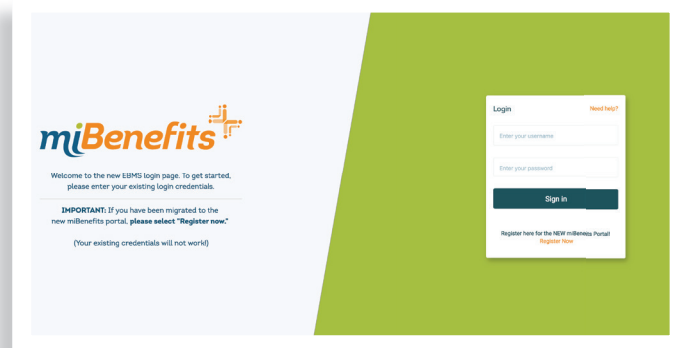 miBenefits
Welcome to the new EBMS login page. To get started,
please enter your existing login credentials.
IMPORTANT: If you have been migrated to the
new miBenefits portal, please select "Register now."
(Your existing credentials will not work!)
Login
Need help?
Enter your username
Enter your password
Sign in
Register here for the NEW miBenefits Portal!
Register Now